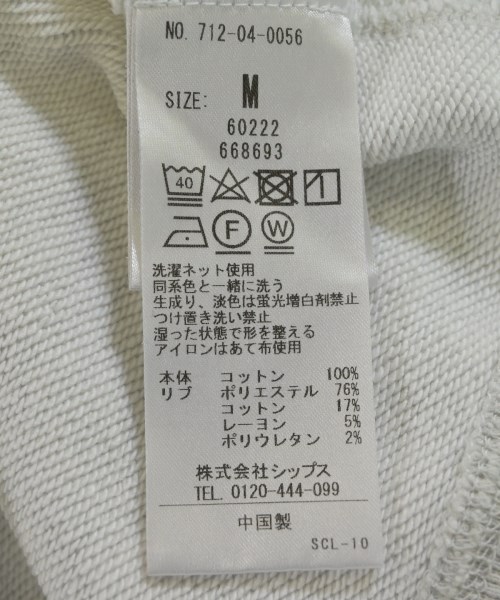 NO. 712-04-0056
SIZE: M
60222
668693
40
F W
洗濯ネット使用
同系色と一緒に洗う
生成り、淡色は蛍光増白剤禁止
つけ置き洗い禁止
湿った状態で形を整える
アイロンはあて布使用
本体 コットン 100%
リブ ポリエステル 76%
コットン 17%
レーヨン 5%
ポリウレタン 2%
株式会社シップス
TEL. 0120-444-099
中国製
SCL-10